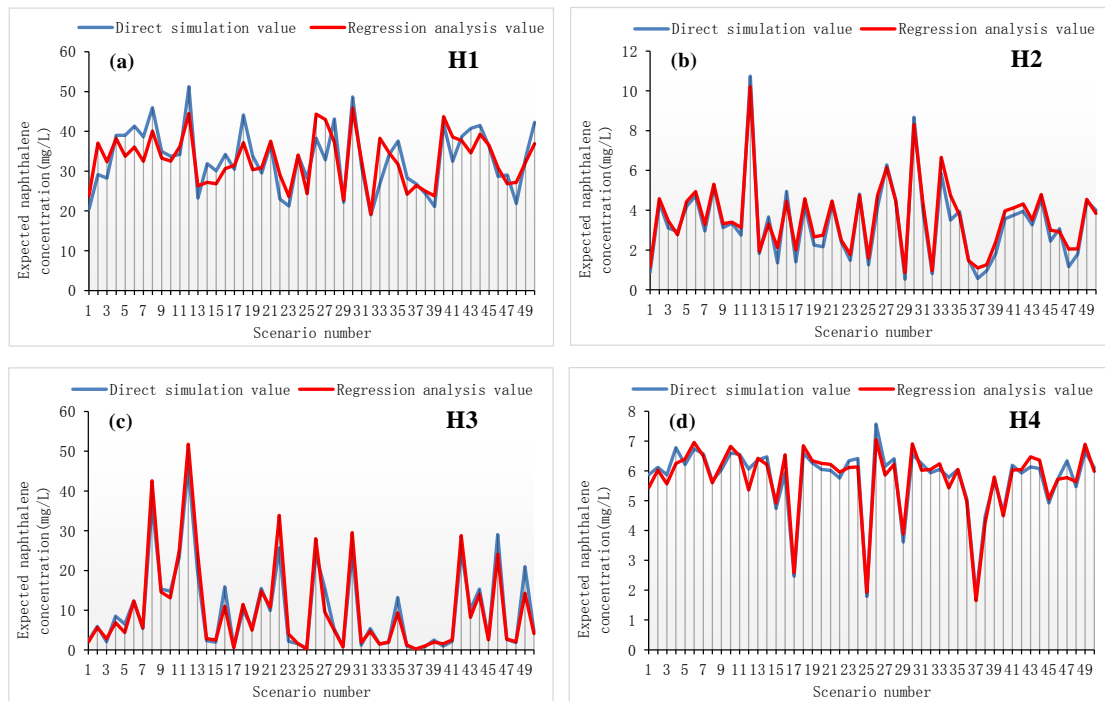 Direct simulation value Regression analysis value
(a) H1
60
50
40
30
20
10
0
Expected naphthalene
concentration(mg/L)
1 3 5 7 9 11 13 15 17 19 21 23 25 27 29 31 33 35 37 39 41 43 45 47 49
Scenario number
Direct simulation value Regression analysis value
(b) H2
12
10
8
6
4
2
0
Expected naphthalene
concentration(mg/L)
1 3 5 7 9 11 13 15 17 19 21 23 25 27 29 31 33 35 37 39 41 43 45 47 49
Scenario number
Direct simulation value Regression analysis value
(c) H3
60
50
40
30
20
10
0
Expected naphthalene
concentration(mg/L)
1 3 5 7 9 11 13 15 17 19 21 23 25 27 29 31 33 35 37 39 41 43 45 47 49
Scenario number
Direct simulation value Regression analysis value
(d) H4
8
7
6
5
4
3
2
1
0
Expected naphthalene
concentration(mg/L)
1 3 5 7 9 11 13 15 17 19 21 23 25 27 29 31 33 35 37 39 41 43 45 47 49
Scenario number